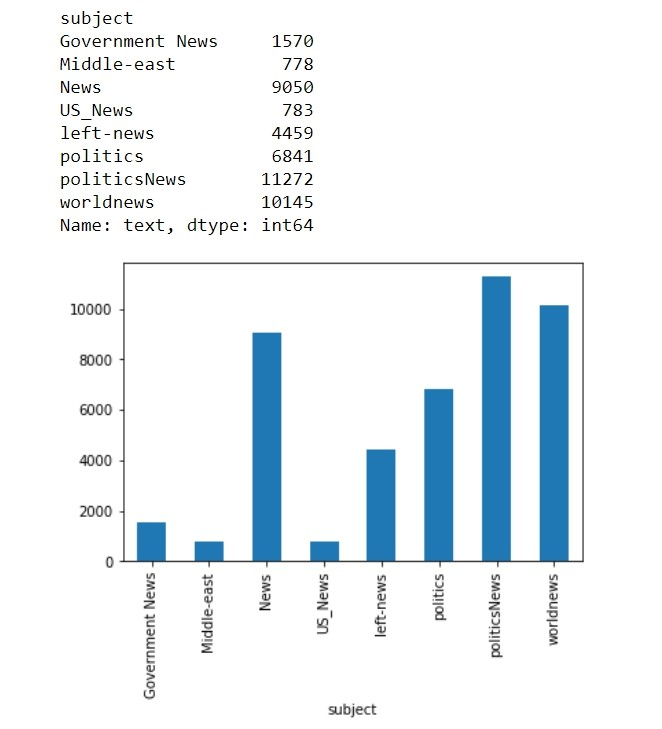 subject
Government News 1570
Middle-east 778
News 9050
US_News 783
left-news 4459
politics 6841
politicsNews 11272
worldnews 10145
Name: text, dtype: int64
10000
8000
6000
4000
2000
0
Government News
Middle-east
News
US_News
left-news
politics
politicsNews
worldnews
subject